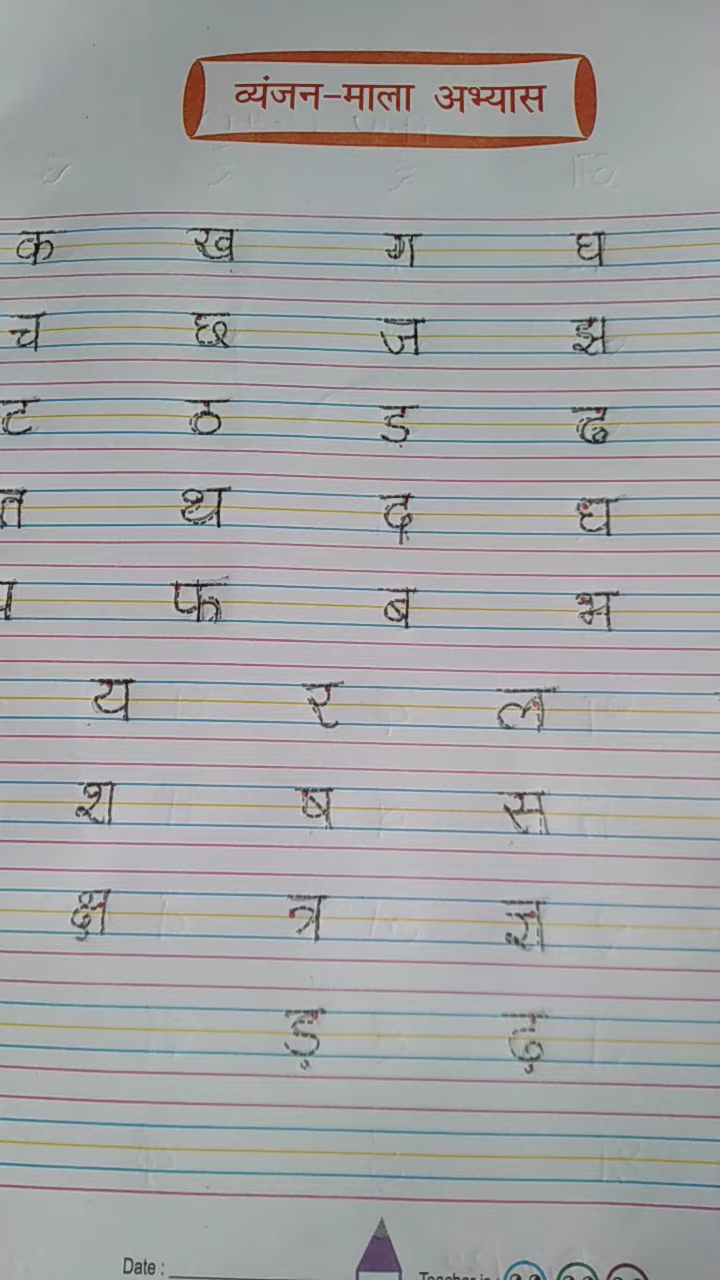 व्यंजन-माला अभ्यास
क ख ग घ
च छ ज झ
ट ठ ड ढ
त थ द ध
फ ब भ
य र ल
श ष स
क्ष त्र ज्ञ
ड़ ढ़
Date :